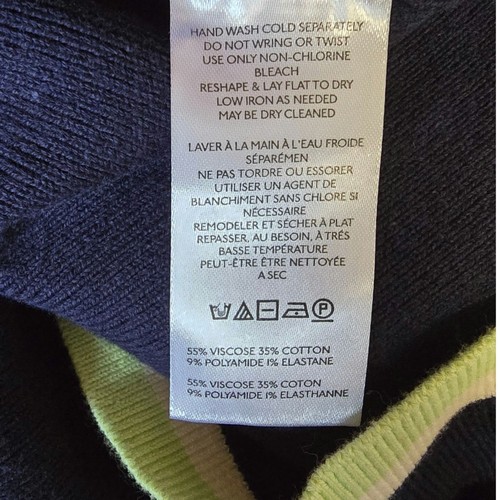 HAND WASH COLD SEPARATELY
DO NOT WRING OR TWIST
USE ONLY NON-CHLORINE
BLEACH
RESHAPE & LAY FLAT TO DRY
LOW IRON AS NEEDED
MAY BE DRY CLEANED
LAVER À LA MAIN À L'EAU FROIDE
SÉPARÉMEN
NE PAS TORDRE OU ESSORER
UTILISER UN AGENT DE
BLANCHIMENT SANS CHLORE SI
NÉCESSAIRE
REMODELER ET SÉCHER À PLAT
REPASSER, AU BESOIN, À TRÉS
BASSE TEMPÉRATURE
PEUT-ÊTRE ÊTRE NETTOYÉE
A SEC
P
55% VISCOSE 35% COTTON
9% POLYAMIDE 1% ELASTANE
55% VISCOSE 35% COTON
9% POLYAMIDE 1% ELASTHANNE